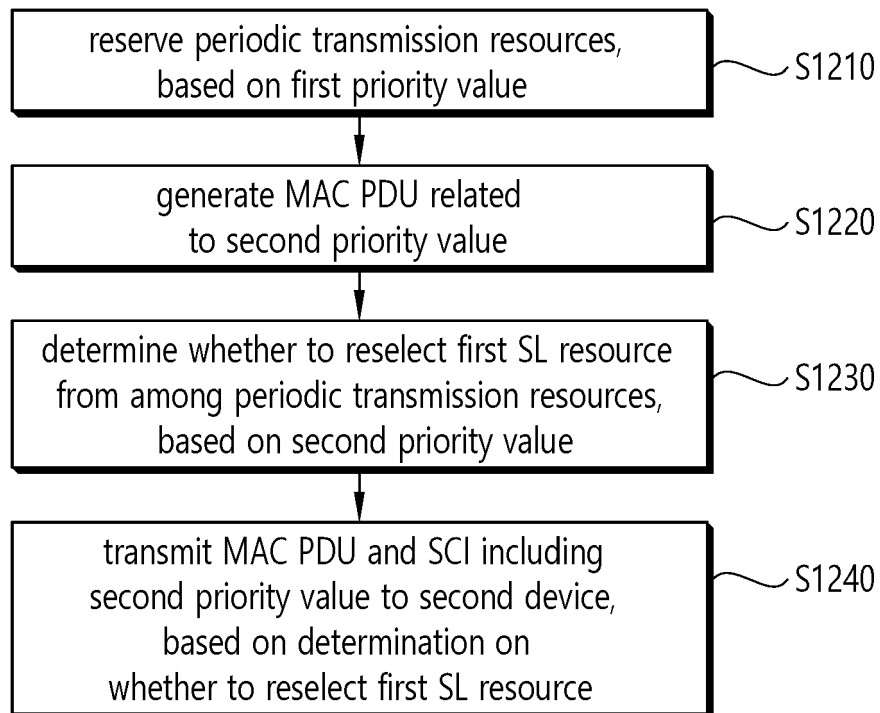 reserve periodic transmission resources,
based on first priority value
S1210
generate MAC PDU related
to second priority value
S1220
determine whether to reselect first SL resource
from among periodic transmission resources,
based on second priority value
S1230
transmit MAC PDU and SCI including
second priority value to second device,
based on determination on
whether to reselect first SL resource
S1240